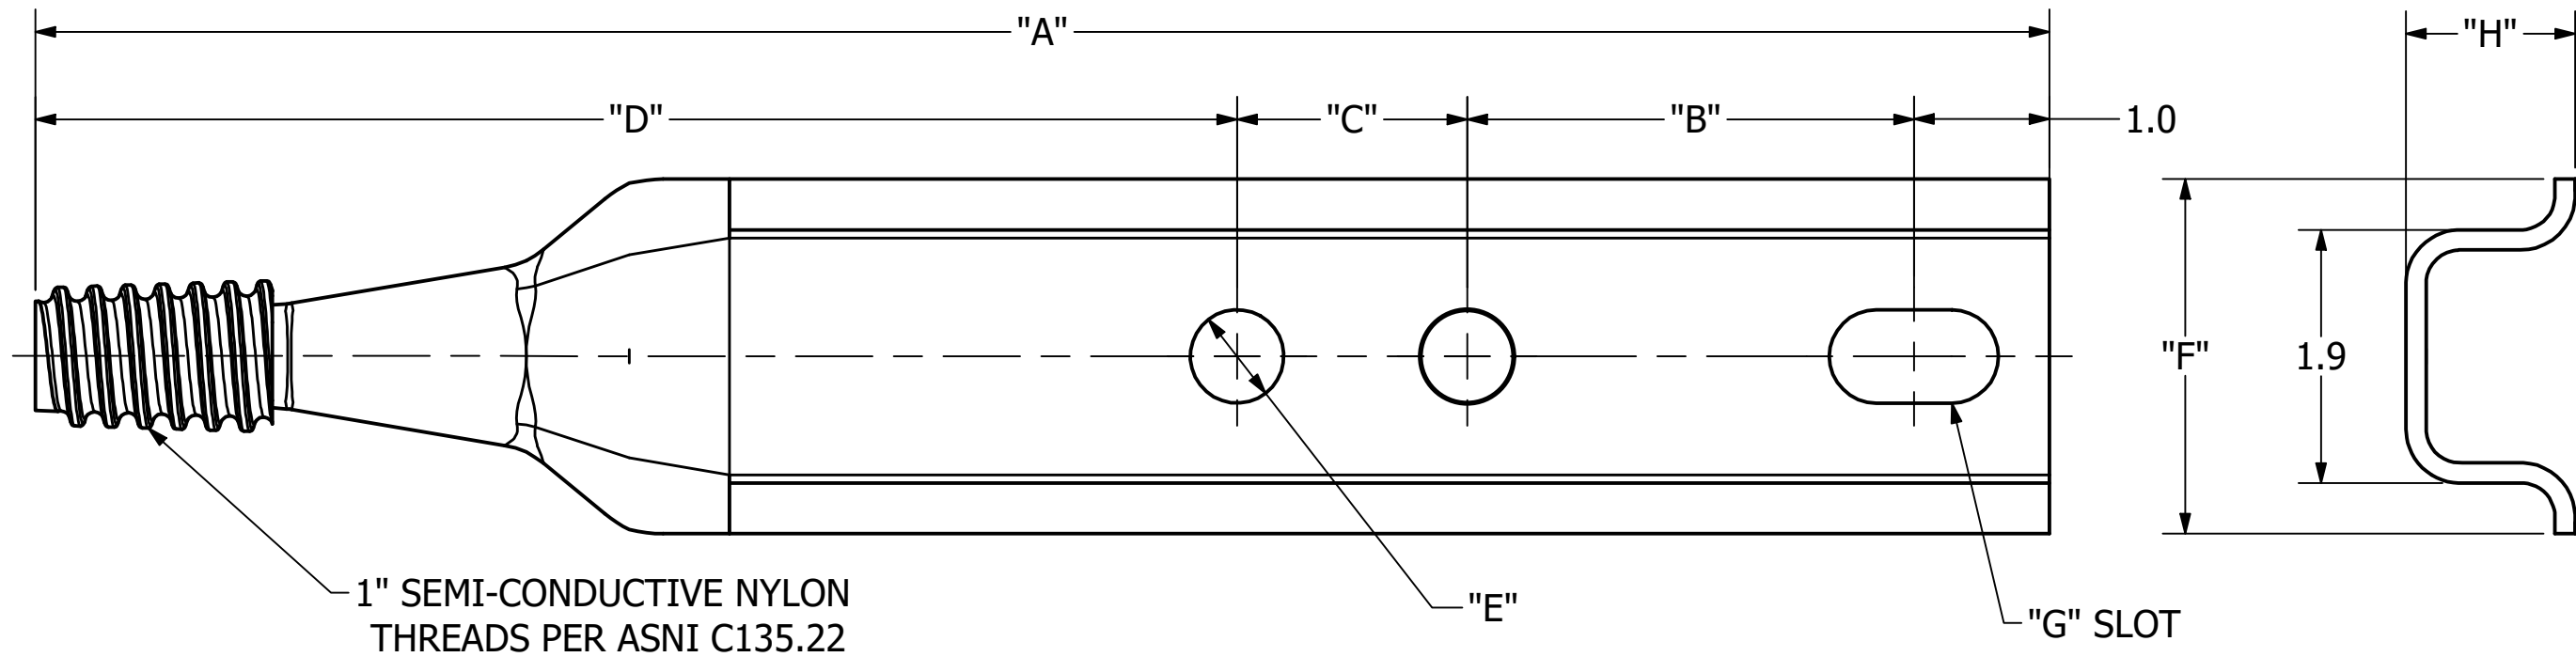 "A"
"H"
"D"
"C"
"B"
1.0
"F"
1.9
1" SEMI-CONDUCTIVE NYLON
THREADS PER ASNI C135.22
"E"
"G" SLOT